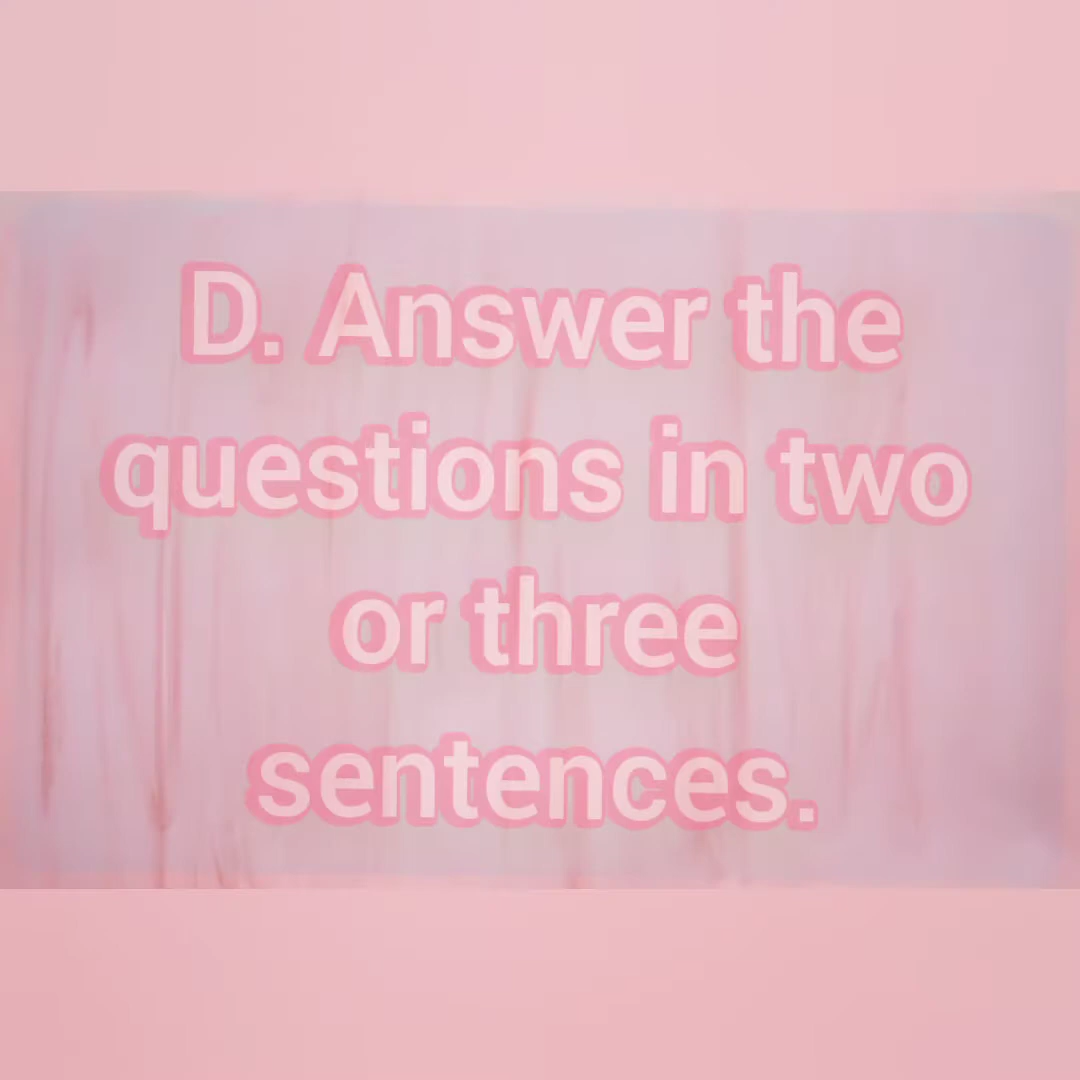 D. Answer the
questions in two
or three
sentences.